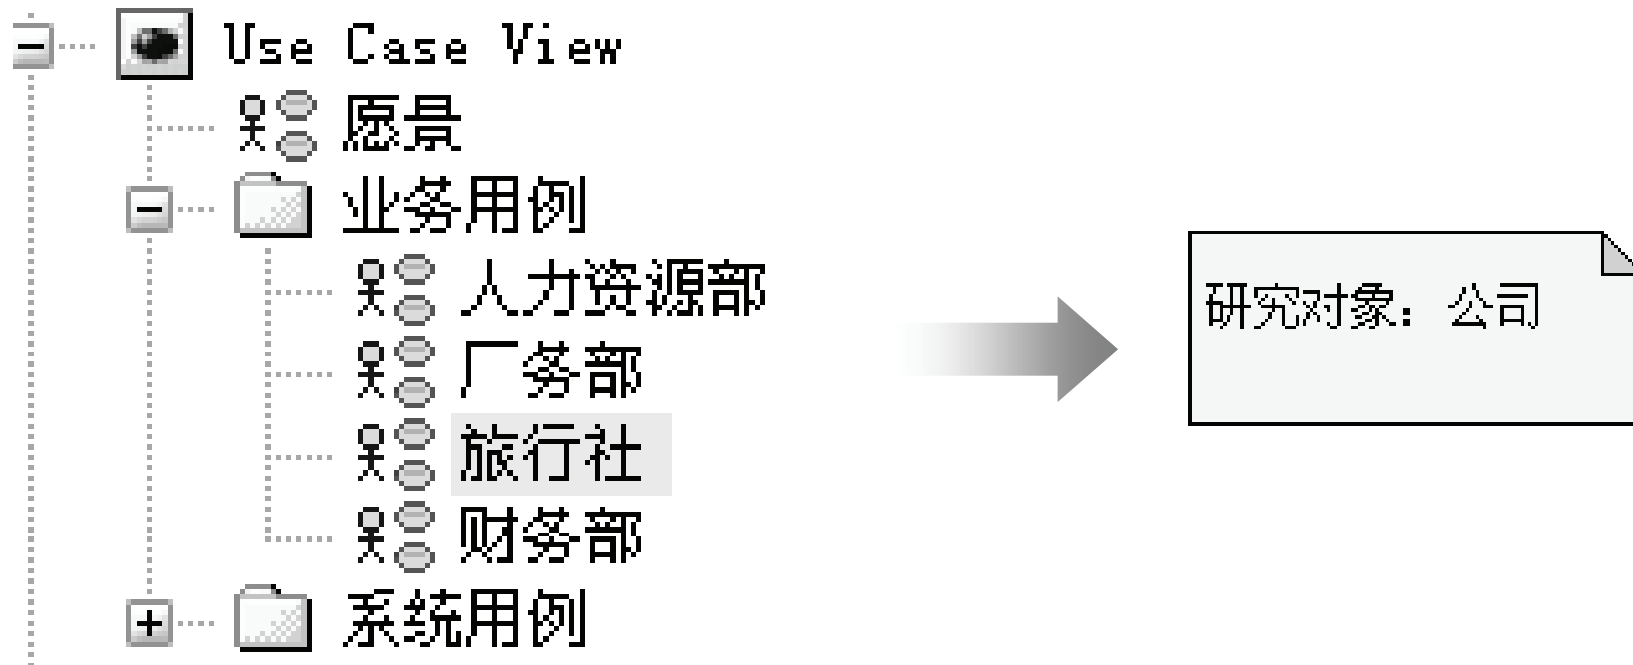 Use Case View
愿景
业务用例
人力资源部
厂务部
旅行社
财务部
系统用例
研究对象：公司